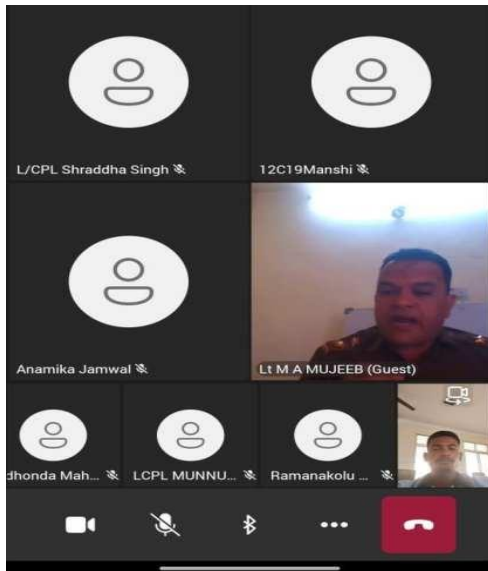 L/CPL Shraddha Singh
12C19Manshi
Anamika Jamwal
Lt M A MUJEEB (Guest)
dhonda Mah...
LCPL MUNNU...
Ramanakolu ...